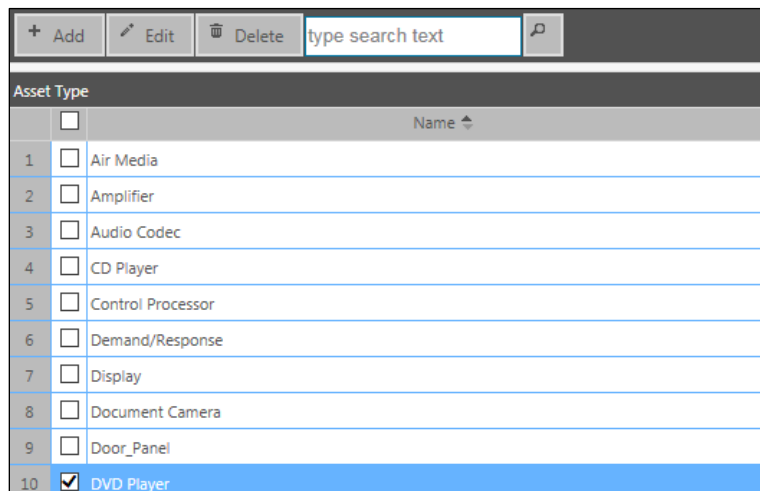 + Add Edit Delete type search text
Asset Type
Name
1 Air Media
2 Amplifier
3 Audio Codec
4 CD Player
5 Control Processor
6 Demand/Response
7 Display
8 Document Camera
9 Door_Panel
10 DVD Player